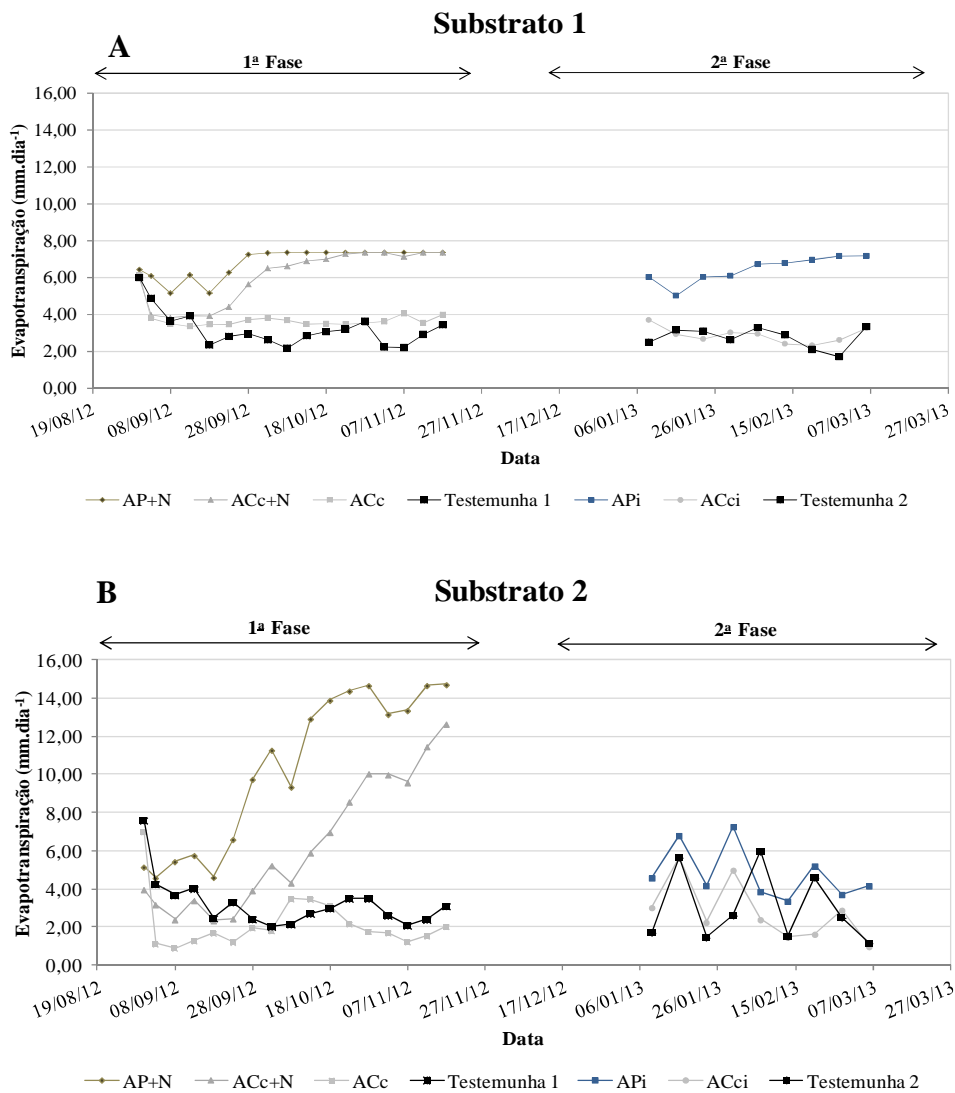 Substrato 1
A
1ª Fase
2ª Fase
Evapotranspiração (mm.dia-1)
16,00
14,00
12,00
10,00
8,00
6,00
4,00
2,00
0,00
19/08/12 08/09/12 28/09/12 18/10/12 07/11/12 27/11/12 17/12/12 06/01/13 26/01/13 15/02/13 07/03/13 27/03/13
Data
AP+N ACc+N ACc Testemunha 1 APi ACci Testemunha 2
B
Substrato 2
1ª Fase
2ª Fase
Evapotranspiração (mm.dia-1)
16,00
14,00
12,00
10,00
8,00
6,00
4,00
2,00
0,00
19/08/12 08/09/12 28/09/12 18/10/12 07/11/12 27/11/12 17/12/12 06/01/13 26/01/13 15/02/13 07/03/13 27/03/13
Data
AP+N ACc+N ACc Testemunha 1 APi ACci Testemunha 2